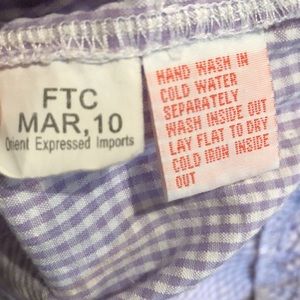 FTC
MAR,10
Orient Expressed Imports
HAND WASH IN
COLD WATER
SEPARATELY
WASH INSIDE OUT
LAY FLAT TO DRY
COLD IRON INSIDE
OUT